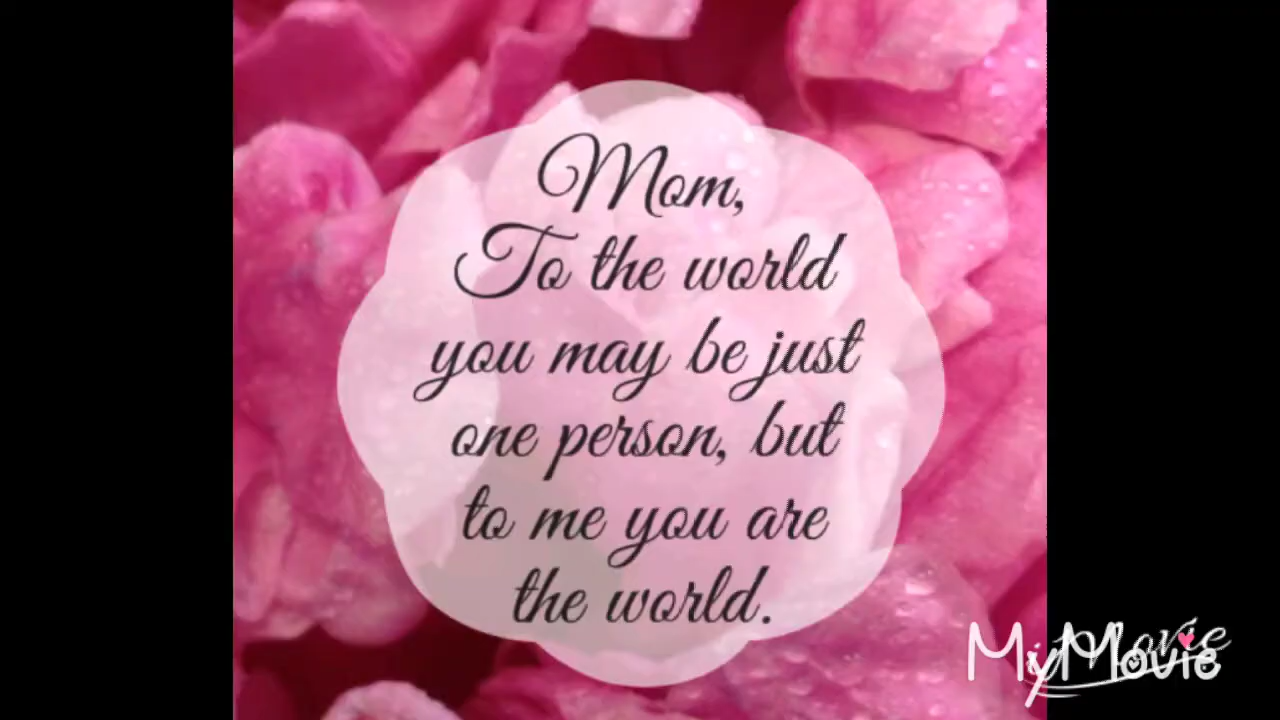 Mom,
To the world
you may be just
one person, but
to me you are
the world.
MyMovie